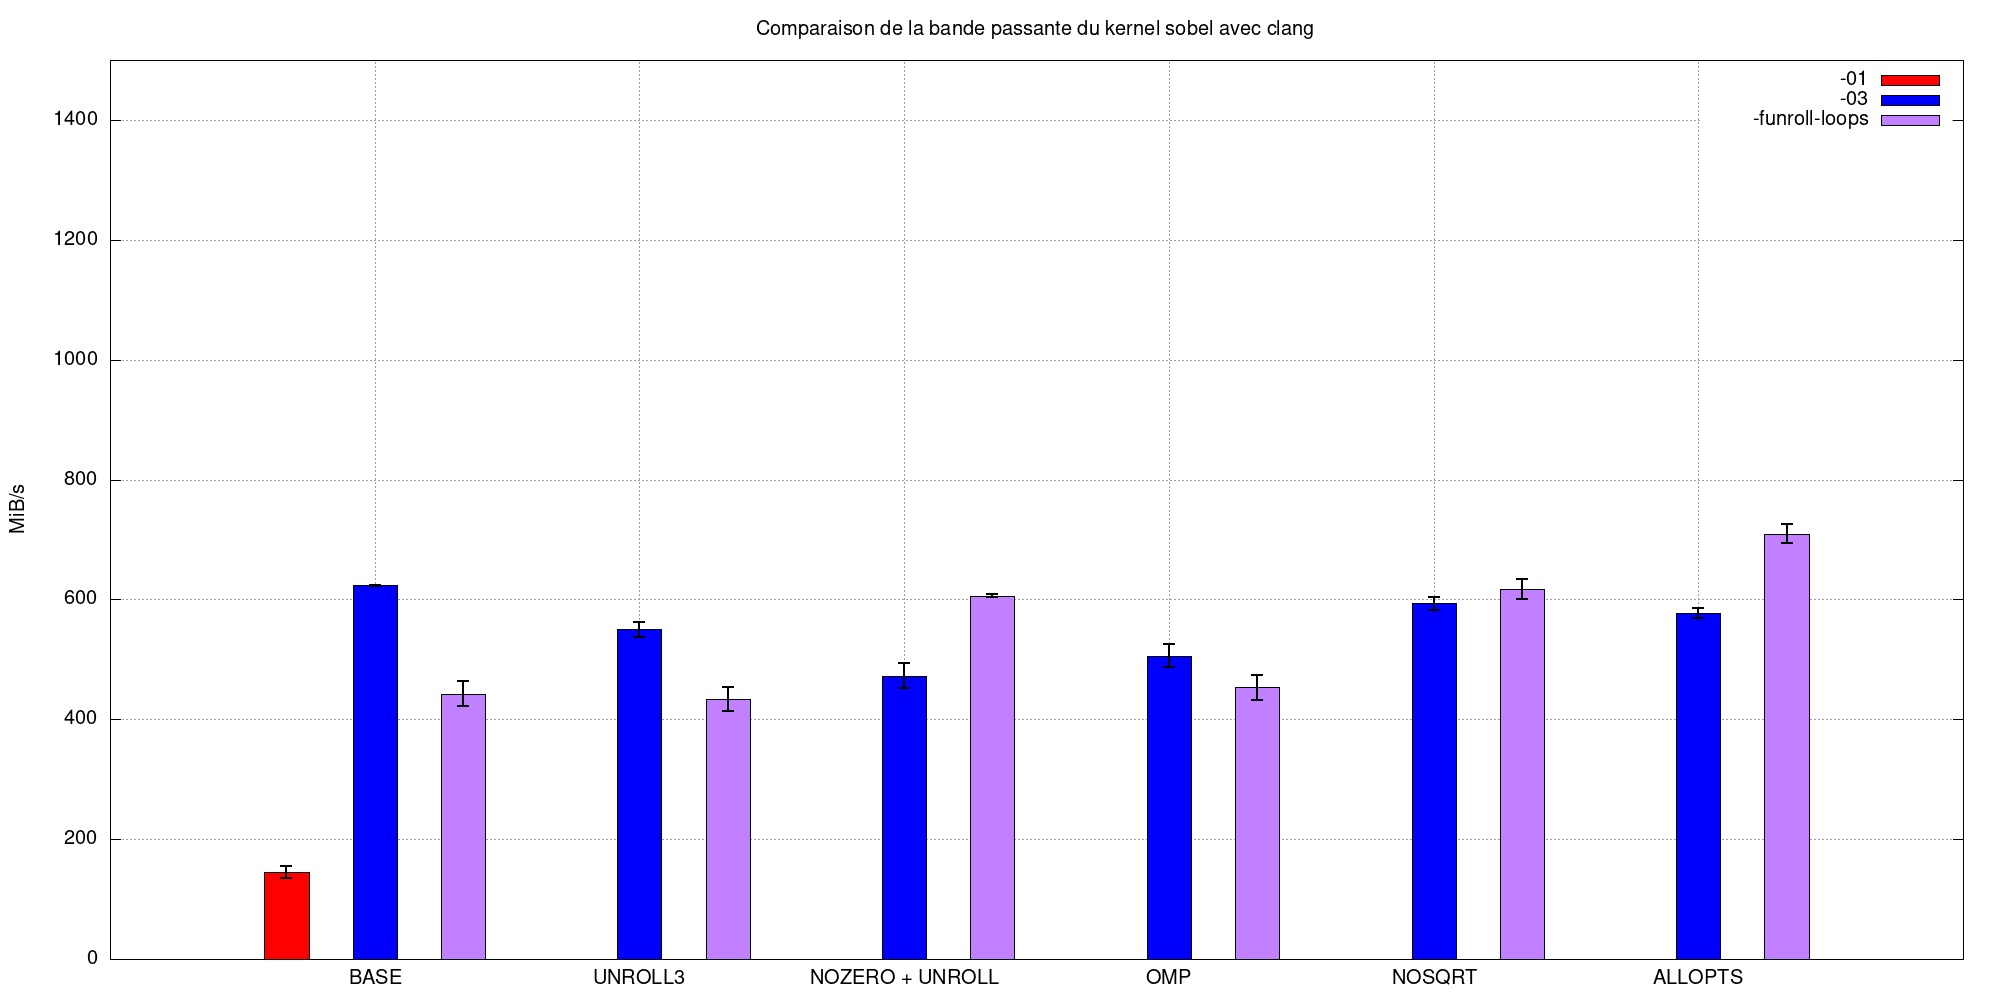 Comparaison de la bande passante du kernel sobel avec clang
-01
-03
-funroll-loops
1400
1200
1000
800
600
400
200
0
MiB/s
BASE
UNROLL3
NOZERO + UNROLL
OMP
NOSQRT
ALLOPTS